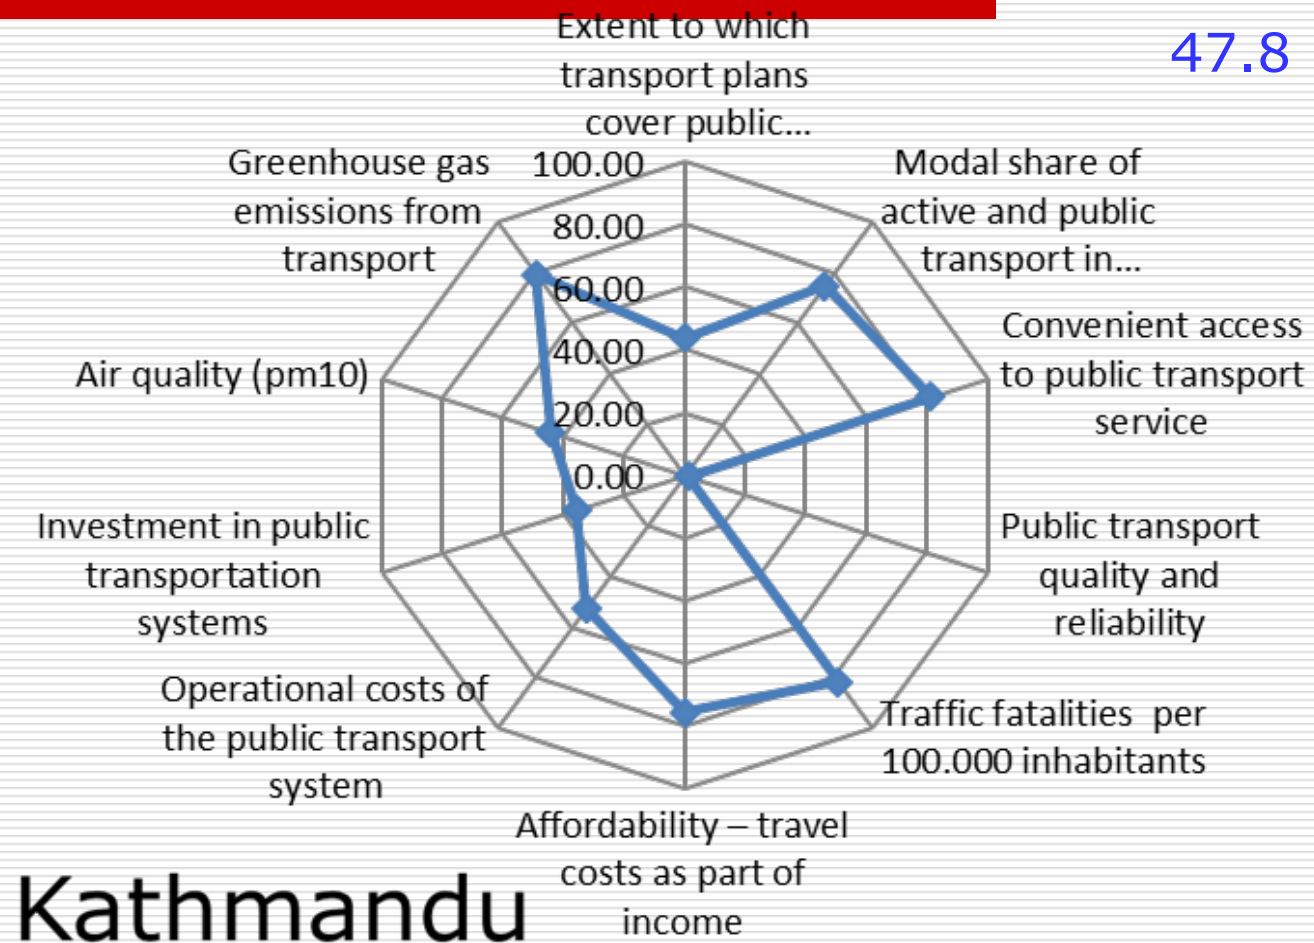 Extent to which
transport plans
cover public...
47.8
Greenhouse gas
emissions from
transport
100.00
80.00
60.00
40.00
20.00
0.00
Modal share of
active and public
transport in...
Convenient access
to public transport
service
Air quality (pm10)
Investment in public
transportation
systems
Public transport
quality and
reliability
Operational costs of
the public transport
system
Traffic fatalities  per
100.000 inhabitants
Affordability – travel
costs as part of
income
Kathmandu